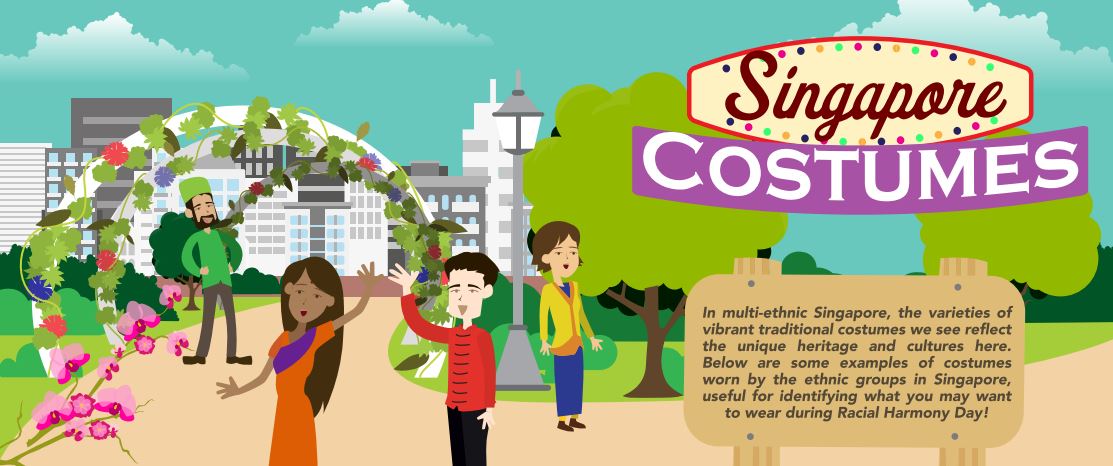 Singapore
COSTUMES
In multi-ethnic Singapore, the varieties of
vibrant traditional costumes we see reflect
the unique heritage and cultures here.
Below are some examples of costumes
worn by the ethnic groups in Singapore,
useful for identifying what you may want
to wear during Racial Harmony Day!